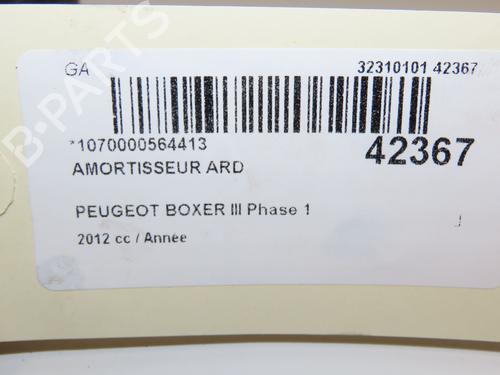 B-PARTS
GA
32310101 42367
*1070000564413
42367
AMORTISSEUR ARD
PEUGEOT BOXER III Phase 1
2012 cc / Année